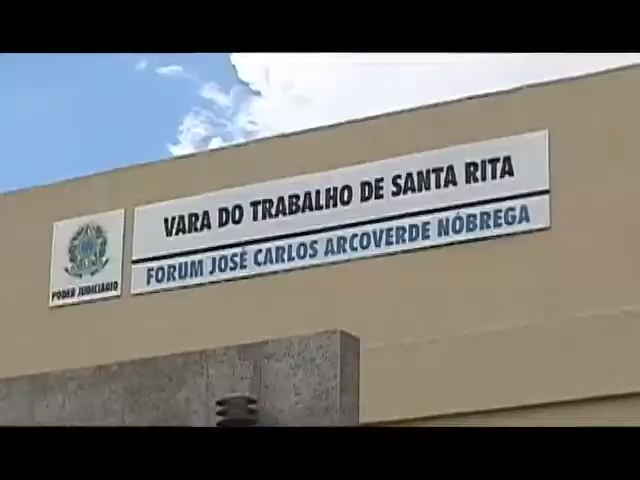 VARA DO TRABALHO DE SANTA RITA
FORUM JOSÉ CARLOS ARCOVERDE NÓBREGA
PODER JUDICIÁRIO